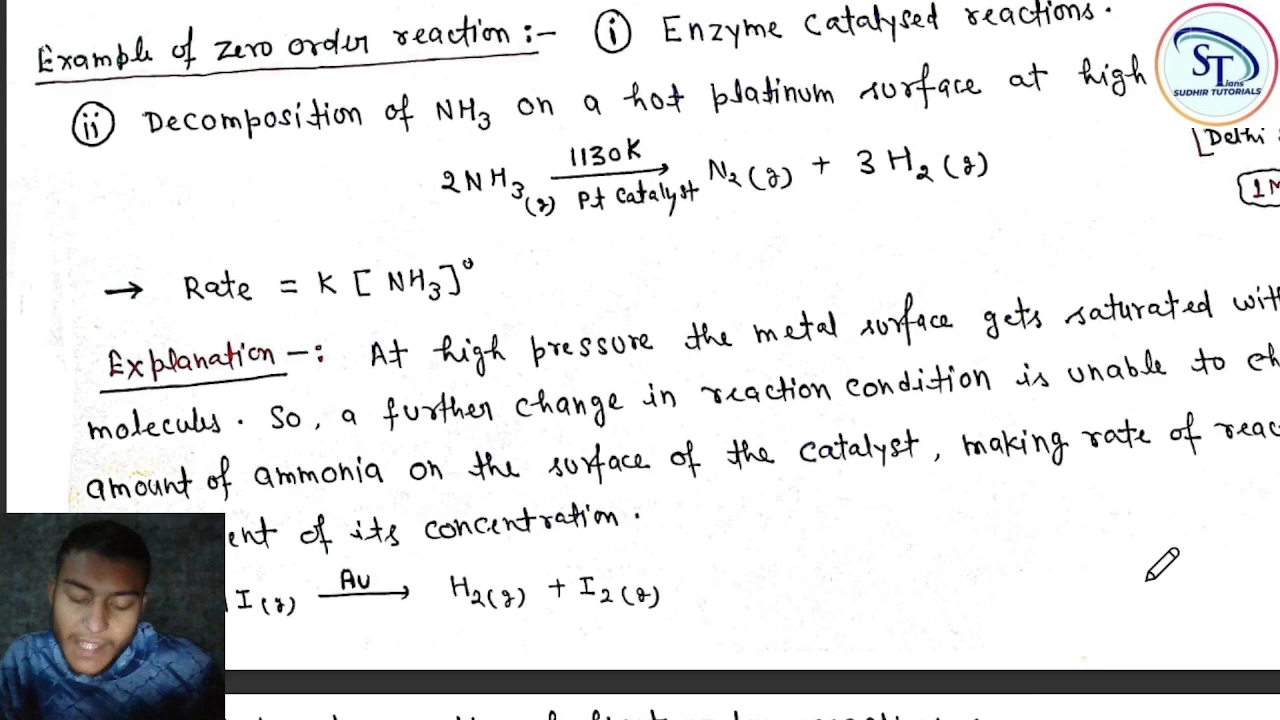 Example of zero order reaction :- (i) Enzyme catalysed reactions.
(ii) Decomposition of NH3 on a hot platinum surface at high
[Delhi
1130K
2NH3(g) → N2(g) + 3H2(g)
Pt catalyst
→ Rate = K [NH3]⁰
Explanation -: At high pressure the metal surface gets saturated
molecules. So, a further change in reaction condition is unable to
amount of ammonia on the surface of the catalyst, making rate of
of its concentration.
Au
I(g) → H2(g) + I2(g)
ST
SUDHIR TUTORIALS